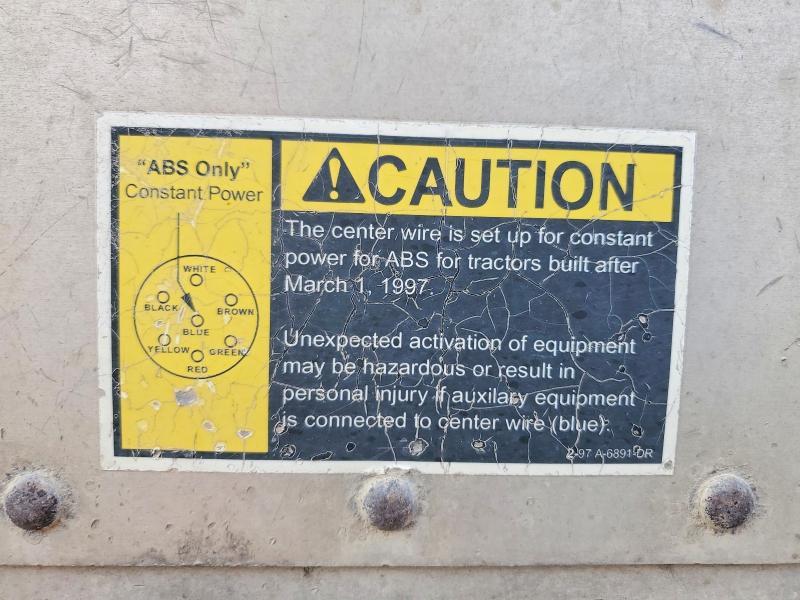 "ABS Only"
Constant Power
WHITE
BLACK
BROWN
BLUE
YELLOW
GREEN
RED
CAUTION
The center wire is set up for constant
power for ABS for tractors built after
March 1, 1997.
Unexpected activation of equipment
may be hazardous or result in
personal injury if auxilary equipment
is connected to center wire (blue).
2-97 A-6891-DR